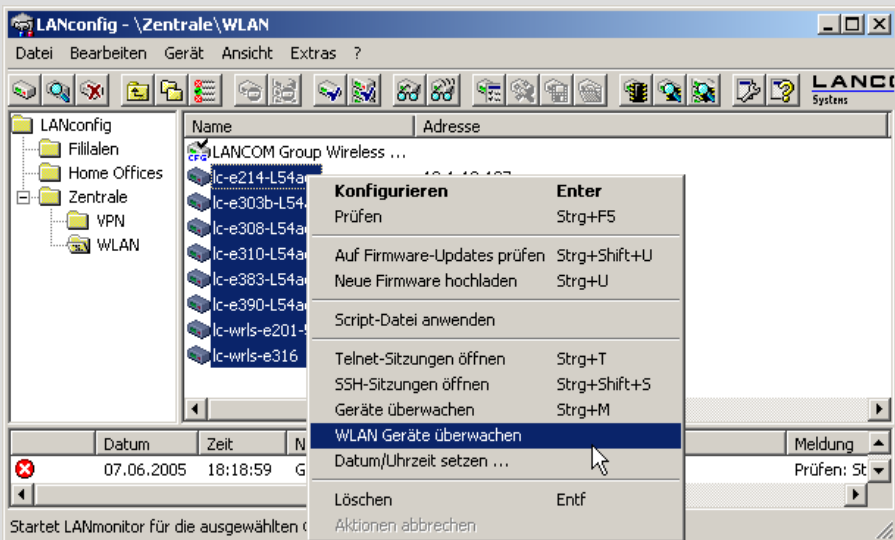 LANconfig - \Zentrale\WLAN
Datei Bearbeiten Gerät Ansicht Extras ?
LANCO
Systems
LANconfig
Fililalen
Home Offices
Zentrale
VPN
WLAN
Name Adresse
CFG LANCOM Group Wireless ...
lc-e214-L54a
lc-e303b-L54
lc-e308-L54a
lc-e310-L54a
lc-e383-L54a
lc-e390-L54a
lc-wrls-e201-
lc-wrls-e316
Konfigurieren Enter
Prüfen Strg+F5
Auf Firmware-Updates prüfen Strg+Shift+U
Neue Firmware hochladen Strg+U
Script-Datei anwenden
Telnet-Sitzungen öffnen Strg+T
SSH-Sitzungen öffnen Strg+Shift+S
Geräte überwachen Strg+M
WLAN Geräte überwachen
Datum/Uhrzeit setzen ...
Löschen Entf
Aktionen abbrechen
Datum Zeit N Meldung
07.06.2005 18:18:59 G Prüfen: St
Startet LANmonitor für die ausgewählten